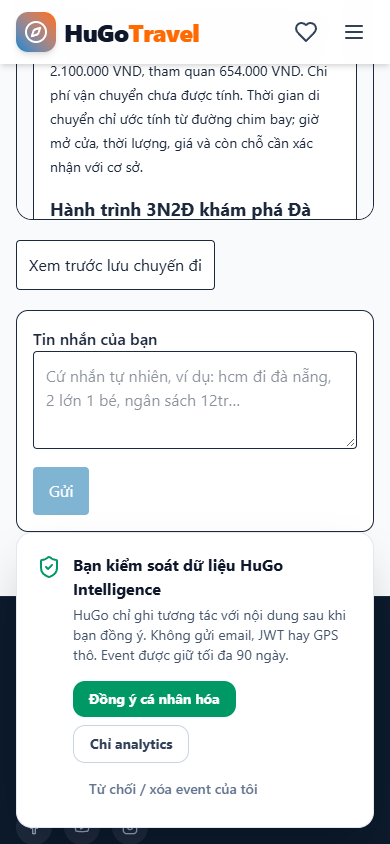 HuGoTravel
2.100.000 VND, tham quan 654.000 VND. Chi
phí vận chuyển chưa được tính. Thời gian di
chuyển chỉ ước tính từ đường chim bay; giờ
mở cửa, thời lượng, giá và còn chỗ cần xác
nhận với cơ sở.
Hành trình 3N2Đ khám phá Đà
Xem trước lưu chuyến đi
Tin nhắn của bạn
Cứ nhắn tự nhiên, ví dụ: hcm đi đà nẵng,
2 lớn 1 bé, ngân sách 12tr...
Gửi
Bạn kiểm soát dữ liệu HuGo
Intelligence
HuGo chỉ ghi tương tác với nội dung sau khi
bạn đồng ý. Không gửi email, JWT hay GPS
thô. Event được giữ tối đa 90 ngày.
Đồng ý cá nhân hóa
Chỉ analytics
Từ chối / xóa event của tôi